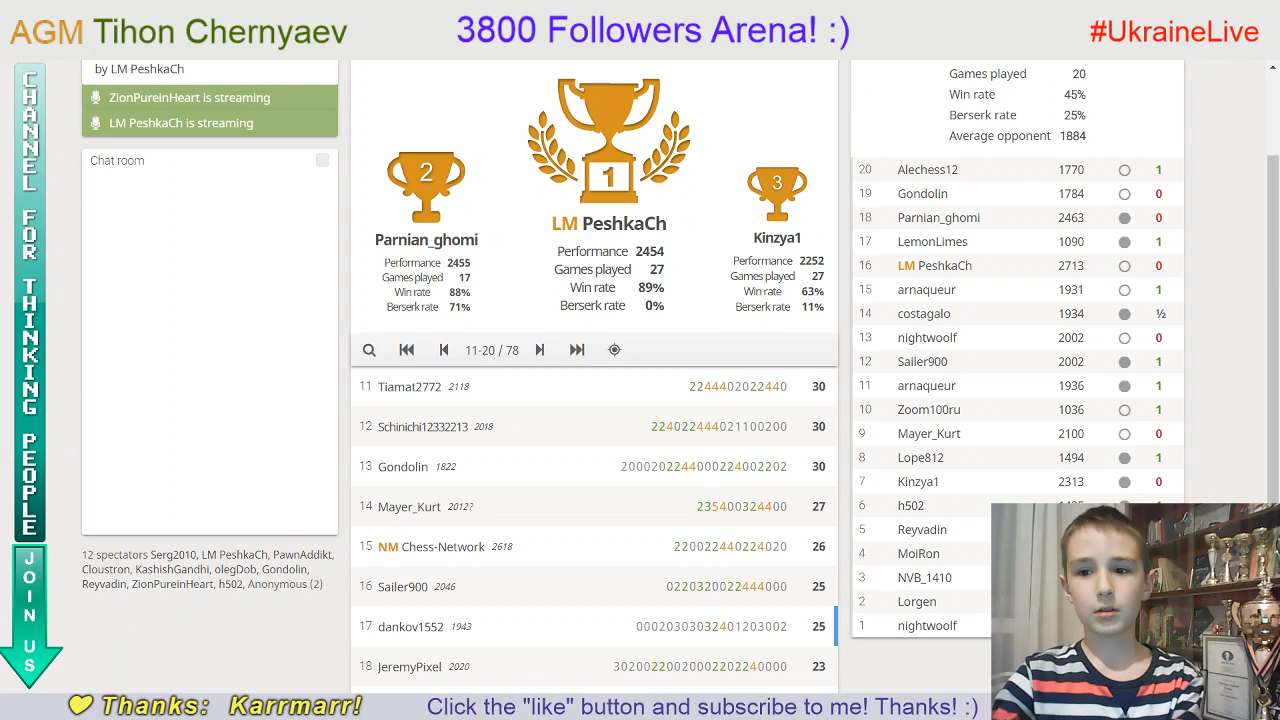 AGM Tihon Chernyaev
3800 Followers Arena! :)
#UkraineLive
CHANNEL FOR THINKING PEOPLE
JOIN US
by LM PeshkaCh
ZIonPureinHeart is streaming
LM PeshkaCh is streaming
Chat room
12 spectators Serg2010, LM PeshkaCh, PawnAddikt,
Cloustron, KashishGandhi, olegDob, Gondolin,
Reyvadin, ZionPureinHeart, h502, Anonymous (2)
2
Parnian_ghomi
Performance 2455
Games played 17
Win rate 88%
Berserk rate 71%
1
LM PeshkaCh
Performance 2454
Games played 27
Win rate 89%
Berserk rate 0%
3
Kinzya1
Performance 2252
Games played 27
Win rate 63%
Berserk rate 11%
11-20 / 78
11 Tiamat2772 2118 2244402022440 30
12 Schinichi12332213 2018 224022444021100200 30
13 Gondolin 1822 2000202244000224002202 30
14 Mayer_Kurt 2012? 235400324400 27
15 NM Chess-Network 2618 220022440224020 26
16 Sailer900 2046 0220320022444000 25
17 dankov1552 1943 00020303032401203002 25
18 JeremyPixel 2020 30200220020002202240000 23
Games played 20
Win rate 45%
Berserk rate 25%
Average opponent 1884
20 Alechess12 1770 1
19 Gondolin 1784 0
18 Parnian_ghomi 2463 0
17 LemonLimes 1090 1
16 LM PeshkaCh 2713 0
15 arnaqueur 1931 1
14 costagalo 1934 ½
13 nightwoolf 2002 0
12 Sailer900 2002 1
11 arnaqueur 1936 1
10 Zoom100ru 1036 1
9 Mayer_Kurt 2100 0
8 Lope812 1494 1
7 Kinzya1 2313 0
6 h502
5 Reyvadin
4 MoiRon
3 NVB_1410
2 Lorgen
1 nightwoolf
Thanks: Karrmarr!
Click the "like" button and subscribe to me! Thanks! :)